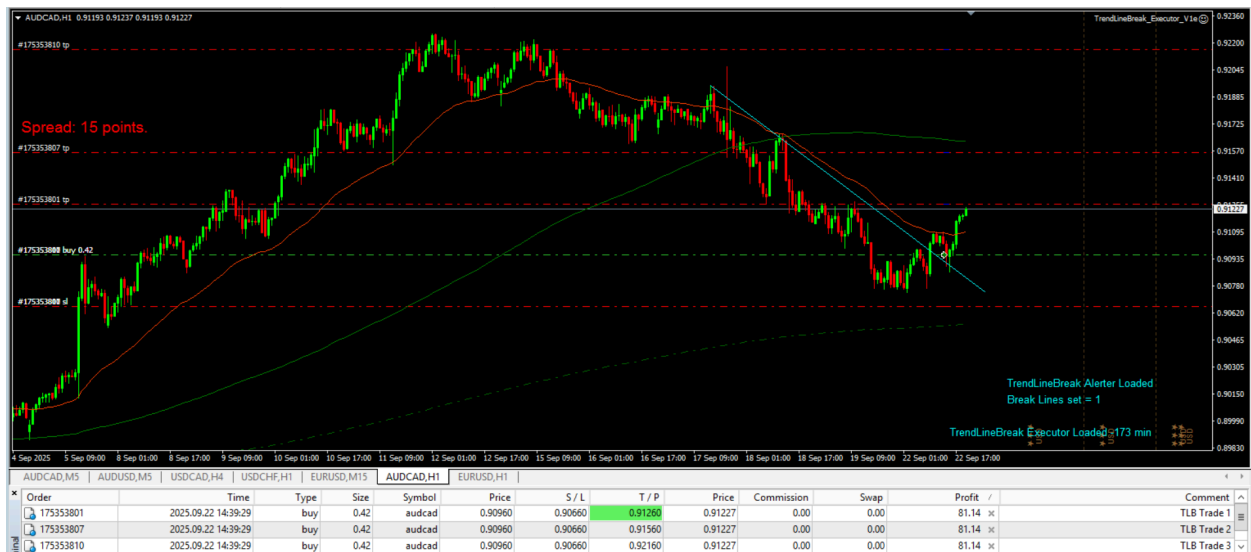 AUDCAD,H1 0.91193 0.91237 0.91193 0.91227
TrendLineBreak_Executor_V1e
0.92360
#175353810 tp
0.92200
0.92045
0.91885
Spread: 15 points.
0.91725
#175353807 tp
0.91570
0.91410
#175353801 tp
0.91227
0.91095
buy 0.42
0.90935
0.90780
sl
0.90620
0.90465
0.90305
TrendLineBreak Alerter Loaded
0.90150
Break Lines set = 1
0.89990
TrendLineBreak Executor Loaded-173 min
USD USD USD
0.89830
4 Sep 2025 5 Sep 09:00 8 Sep 01:00 8 Sep 17:00 9 Sep 09:00 10 Sep 01:00 10 Sep 17:00 11 Sep 09:00 12 Sep 01:00 12 Sep 17:00 15 Sep 09:00 16 Sep 01:00 16 Sep 17:00 17 Sep 09:00 18 Sep 01:00 18 Sep 17:00 19 Sep 09:00 22 Sep 01:00 22 Sep 17:00
AUDCAD,M5 AUDUSD,M5 USDCAD,H4 USDCHF,H1 EURUSD,M15 AUDCAD,H1 EURUSD,H1
Order Time Type Size Symbol Price S / L T / P Price Commission Swap Profit / Comment
175353801 2025.09.22 14:39:29 buy 0.42 audcad 0.90960 0.90660 0.91260 0.91227 0.00 0.00 81.14 TLB Trade 1
175353807 2025.09.22 14:39:29 buy 0.42 audcad 0.90960 0.90660 0.91560 0.91227 0.00 0.00 81.14 TLB Trade 2
175353810 2025.09.22 14:39:29 buy 0.42 audcad 0.90960 0.90660 0.92160 0.91227 0.00 0.00 81.14 TLB Trade 3